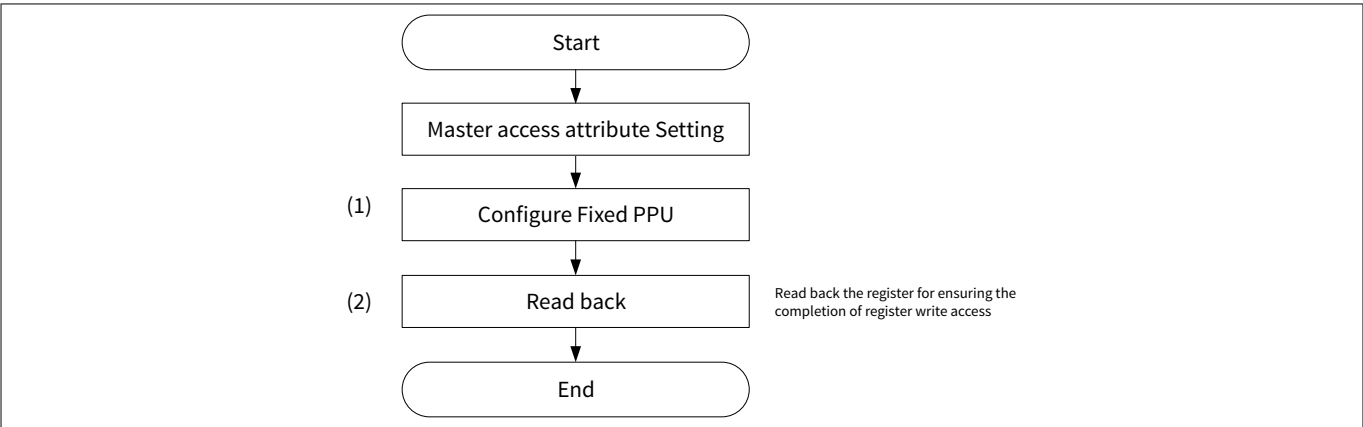 Start
Master access attribute Setting
(1)
Configure Fixed PPU
(2)
Read back
Read back the register for ensuring the
completion of register write access
End